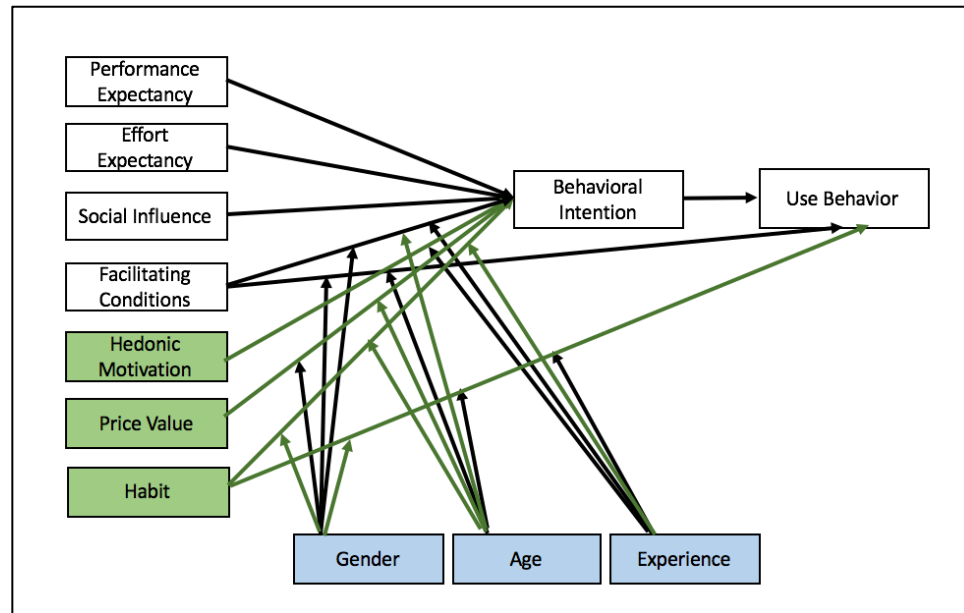 Performance
Expectancy
Effort
Expectancy
Social Influence
Facilitating
Conditions
Hedonic
Motivation
Price Value
Habit
Behavioral
Intention
Use Behavior
Gender
Age
Experience